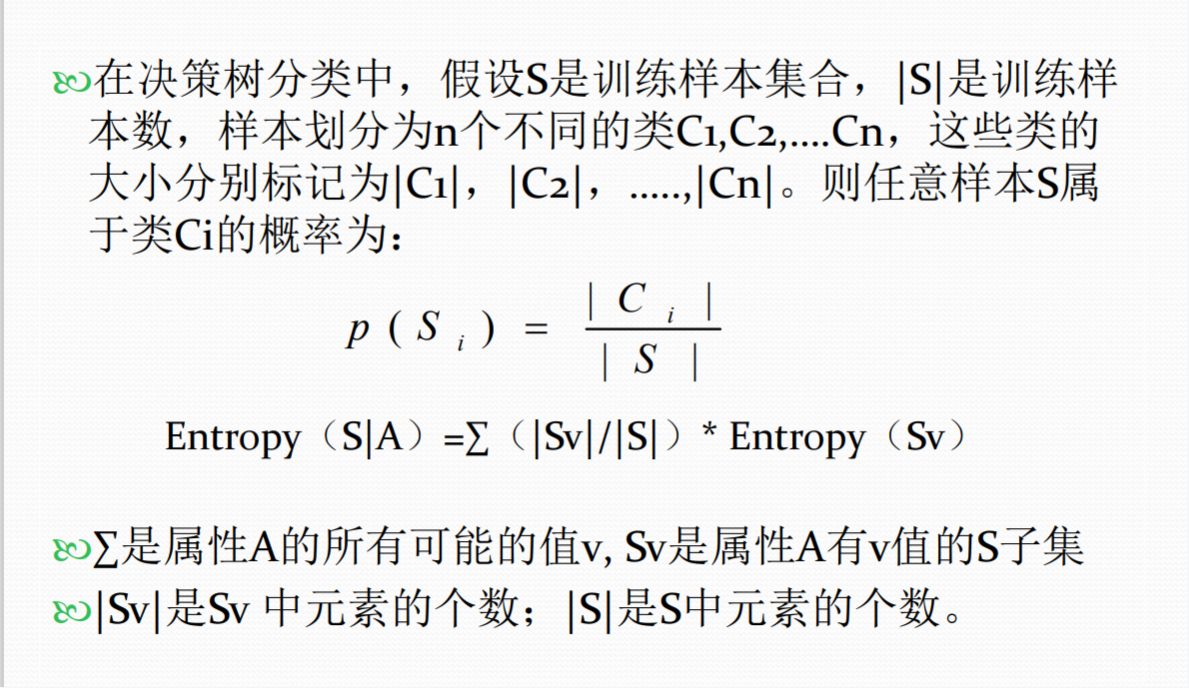 在决策树分类中，假设S是训练样本集合，|S|是训练样
本数，样本划分为n个不同的类C1,C2,....Cn，这些类的
大小分别标记为|C1|，|C2|，.....,|Cn|。则任意样本S属
于类Ci的概率为：
p ( S i ) = | C i | / | S |
Entropy（S|A）=∑（|Sv|/|S|）* Entropy（Sv）
∑是属性A的所有可能的值v, Sv是属性A有v值的S子集
|Sv|是Sv 中元素的个数；|S|是S中元素的个数。